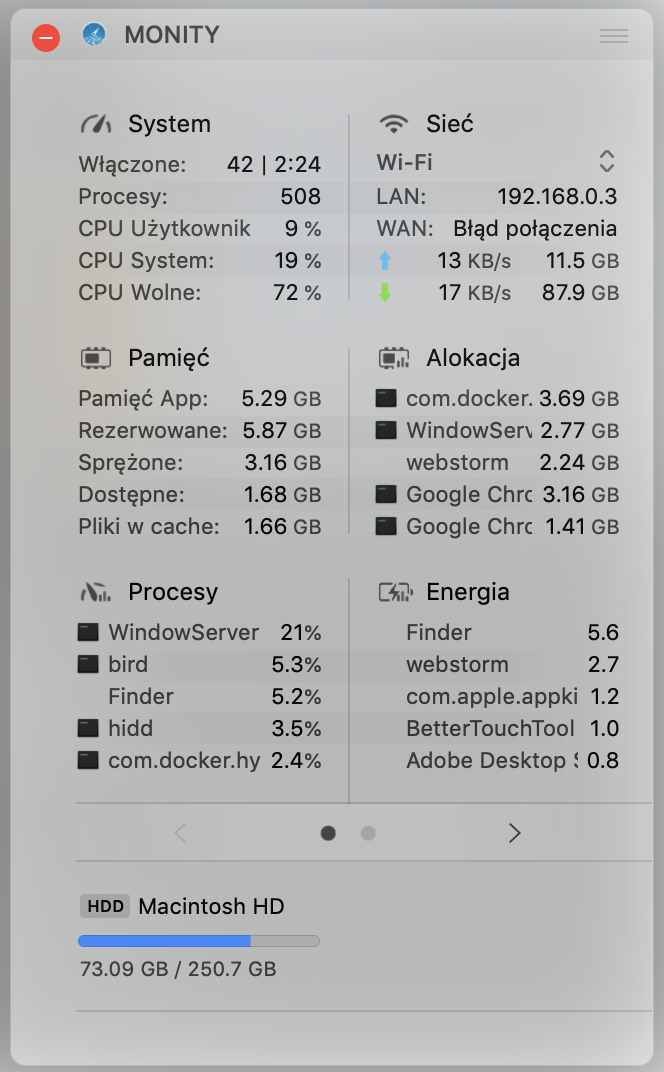 MONITY
System
Włączone: 42 | 2:24
Procesy: 508
CPU Użytkownik 9 %
CPU System: 19 %
CPU Wolne: 72 %
Sieć
Wi-Fi
LAN: 192.168.0.3
WAN: Błąd połączenia
13 KB/s 11.5 GB
17 KB/s 87.9 GB
Pamięć
Pamięć App: 5.29 GB
Rezerwowane: 5.87 GB
Sprężone: 3.16 GB
Dostępne: 1.68 GB
Pliki w cache: 1.66 GB
Alokacja
com.docker. 3.69 GB
WindowServ 2.77 GB
webstorm 2.24 GB
Google Chro 3.16 GB
Google Chro 1.41 GB
Procesy
WindowServer 21%
bird 5.3%
Finder 5.2%
hidd 3.5%
com.docker.hy 2.4%
Energia
Finder 5.6
webstorm 2.7
com.apple.appki 1.2
BetterTouchTool 1.0
Adobe Desktop S 0.8
HDD Macintosh HD
73.09 GB / 250.7 GB